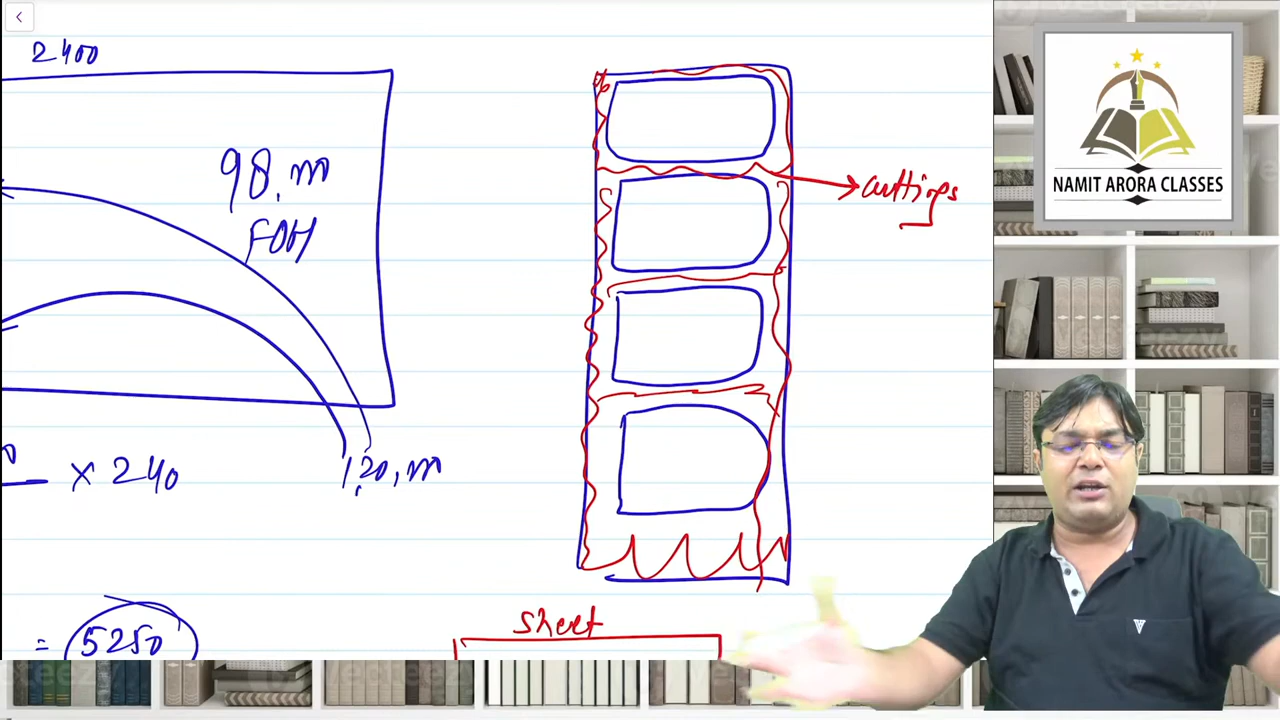 2400
98.m
FOH
cuttings
x 240
120.m
= 5250
sheet
NAMIT ARORA CLASSES